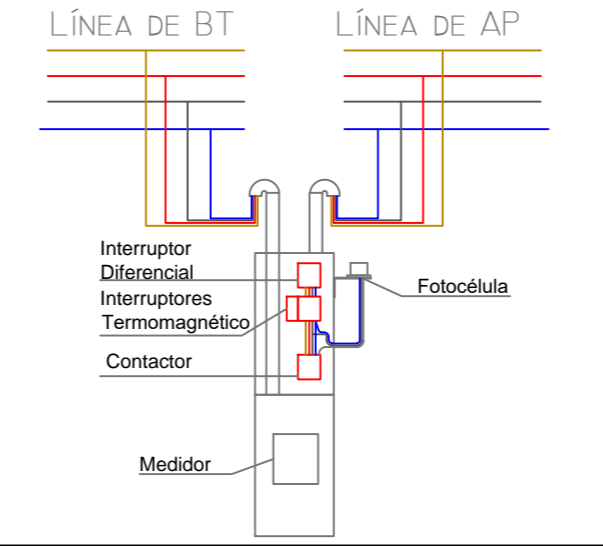 LÍNEA DE BT
LÍNEA DE AP
Interruptor
Diferencial
Interruptores
Termomagnético
Contactor
Fotocélula
Medidor